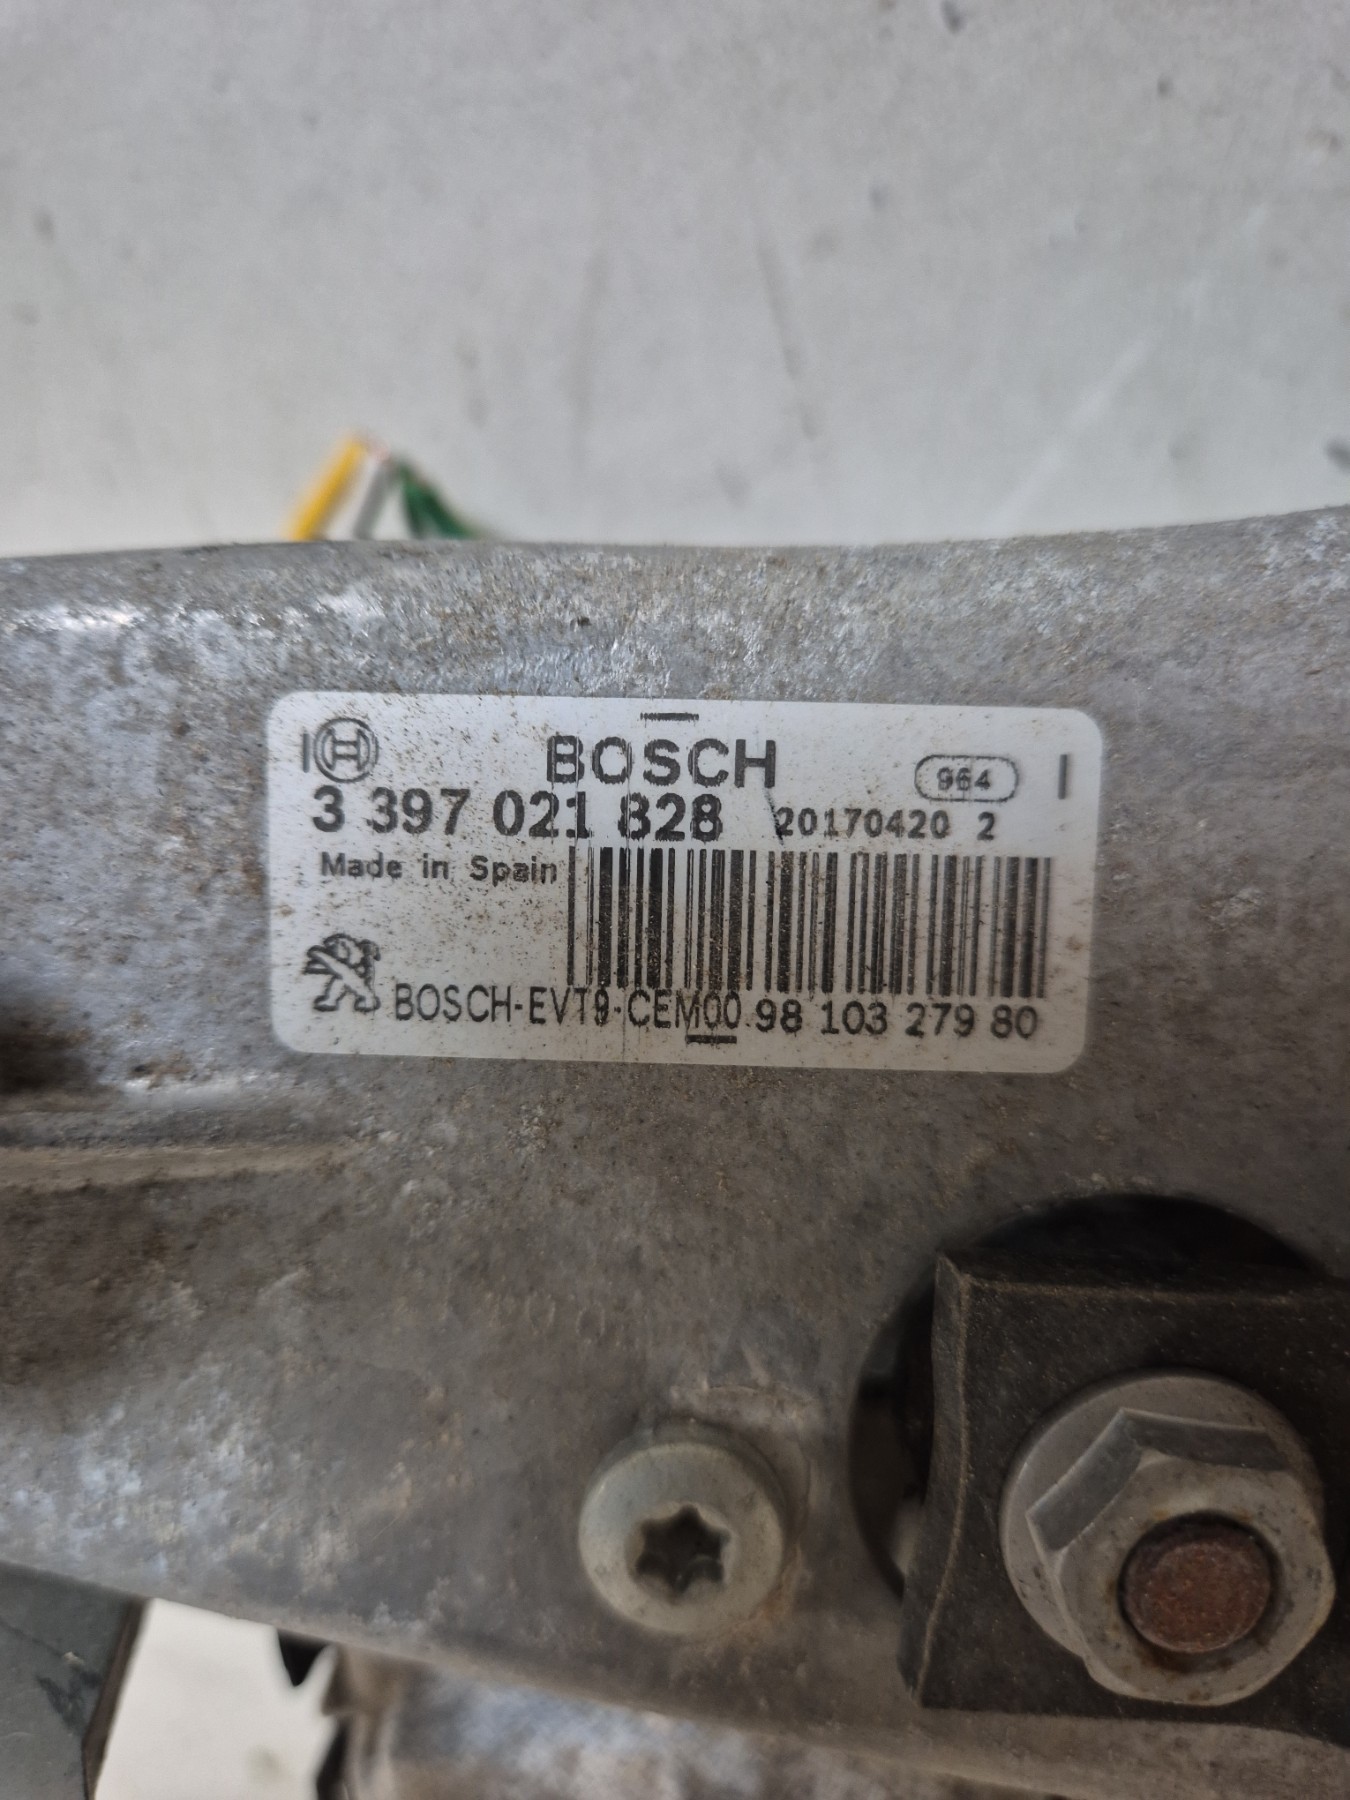 BOSCH
964
3 397 021 828 20170420 2
Made in Spain
BOSCH-EVT9-CEM00.98 103 279 80